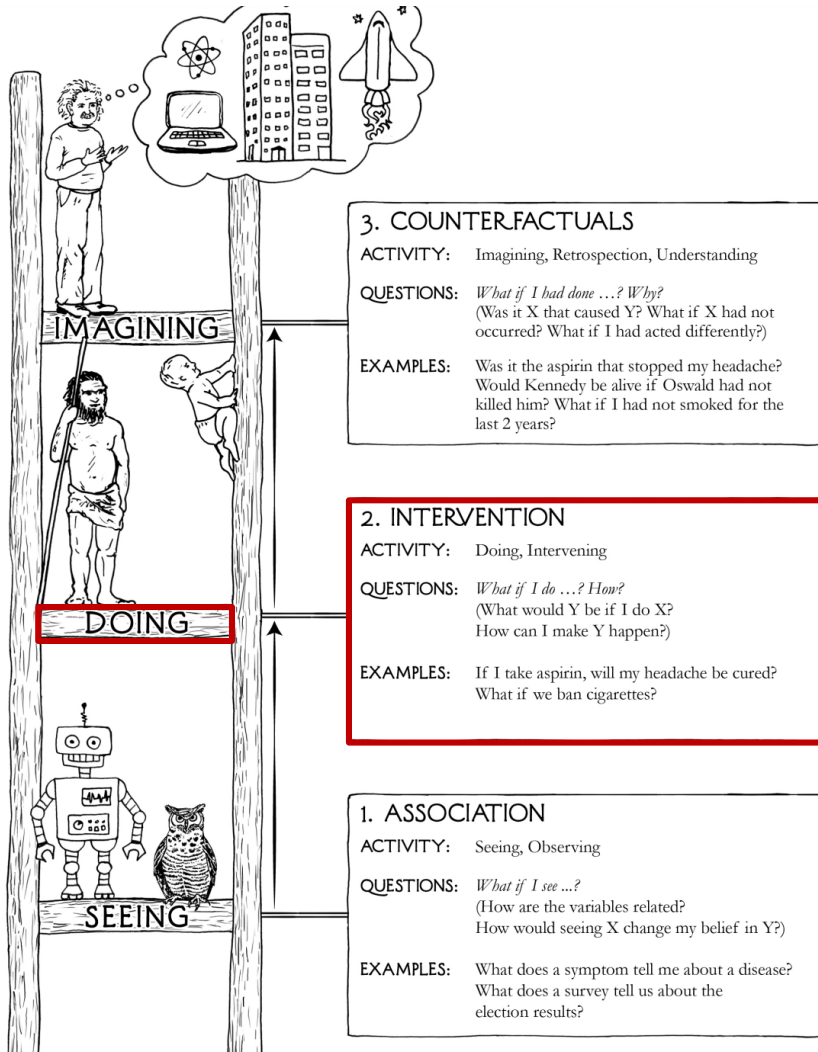 3. COUNTERFACTUALS
ACTIVITY: Imagining, Retrospection, Understanding
QUESTIONS: What if I had done …? Why?
(Was it X that caused Y? What if X had not
occurred? What if I had acted differently?)
EXAMPLES: Was it the aspirin that stopped my headache?
Would Kennedy be alive if Oswald had not
killed him? What if I had not smoked for the
last 2 years?
IMAGINING
2. INTERVENTION
ACTIVITY: Doing, Intervening
QUESTIONS: What if I do …? How?
(What would Y be if I do X?
How can I make Y happen?)
EXAMPLES: If I take aspirin, will my headache be cured?
What if we ban cigarettes?
DOING
1. ASSOCIATION
ACTIVITY: Seeing, Observing
QUESTIONS: What if I see ...?
(How are the variables related?
How would seeing X change my belief in Y?)
EXAMPLES: What does a symptom tell me about a disease?
What does a survey tell us about the
election results?
SEEING